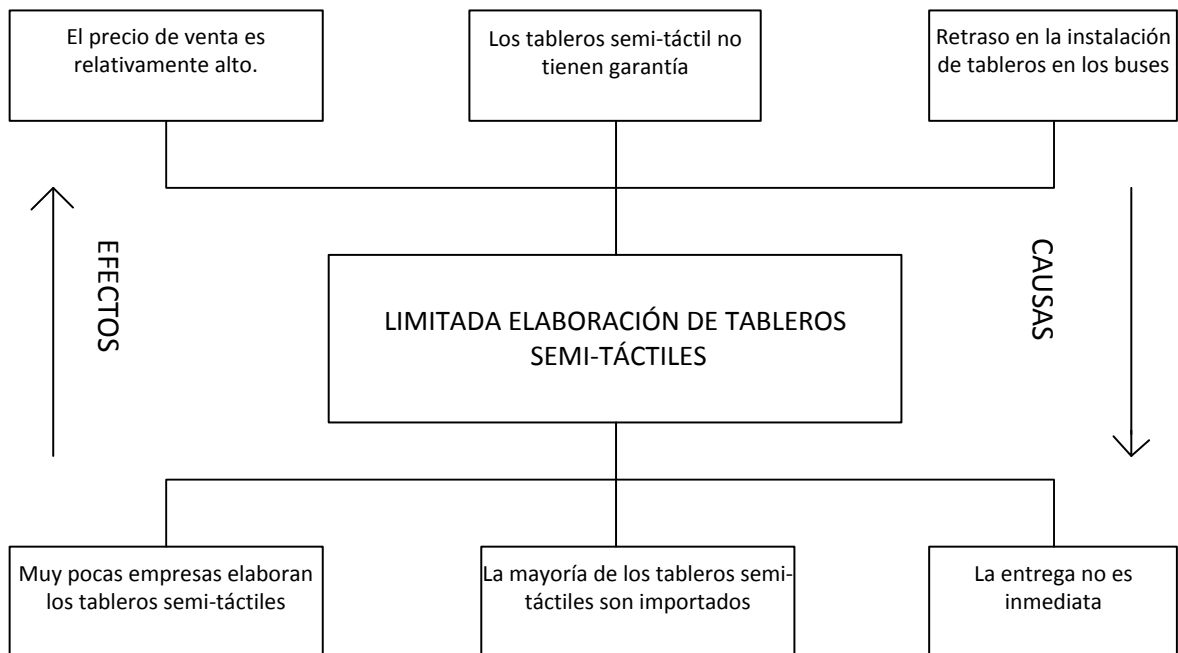 El precio de venta es
relativamente alto.
Los tableros semi-táctil no
tienen garantía
Retraso en la instalación
de tableros en los buses
EFECTOS
LIMITADA ELABORACIÓN DE TABLEROS
SEMI-TÁCTILES
CAUSAS
Muy pocas empresas elaboran
los tableros semi-táctiles
La mayoría de los tableros semi-
táctiles son importados
La entrega no es
inmediata